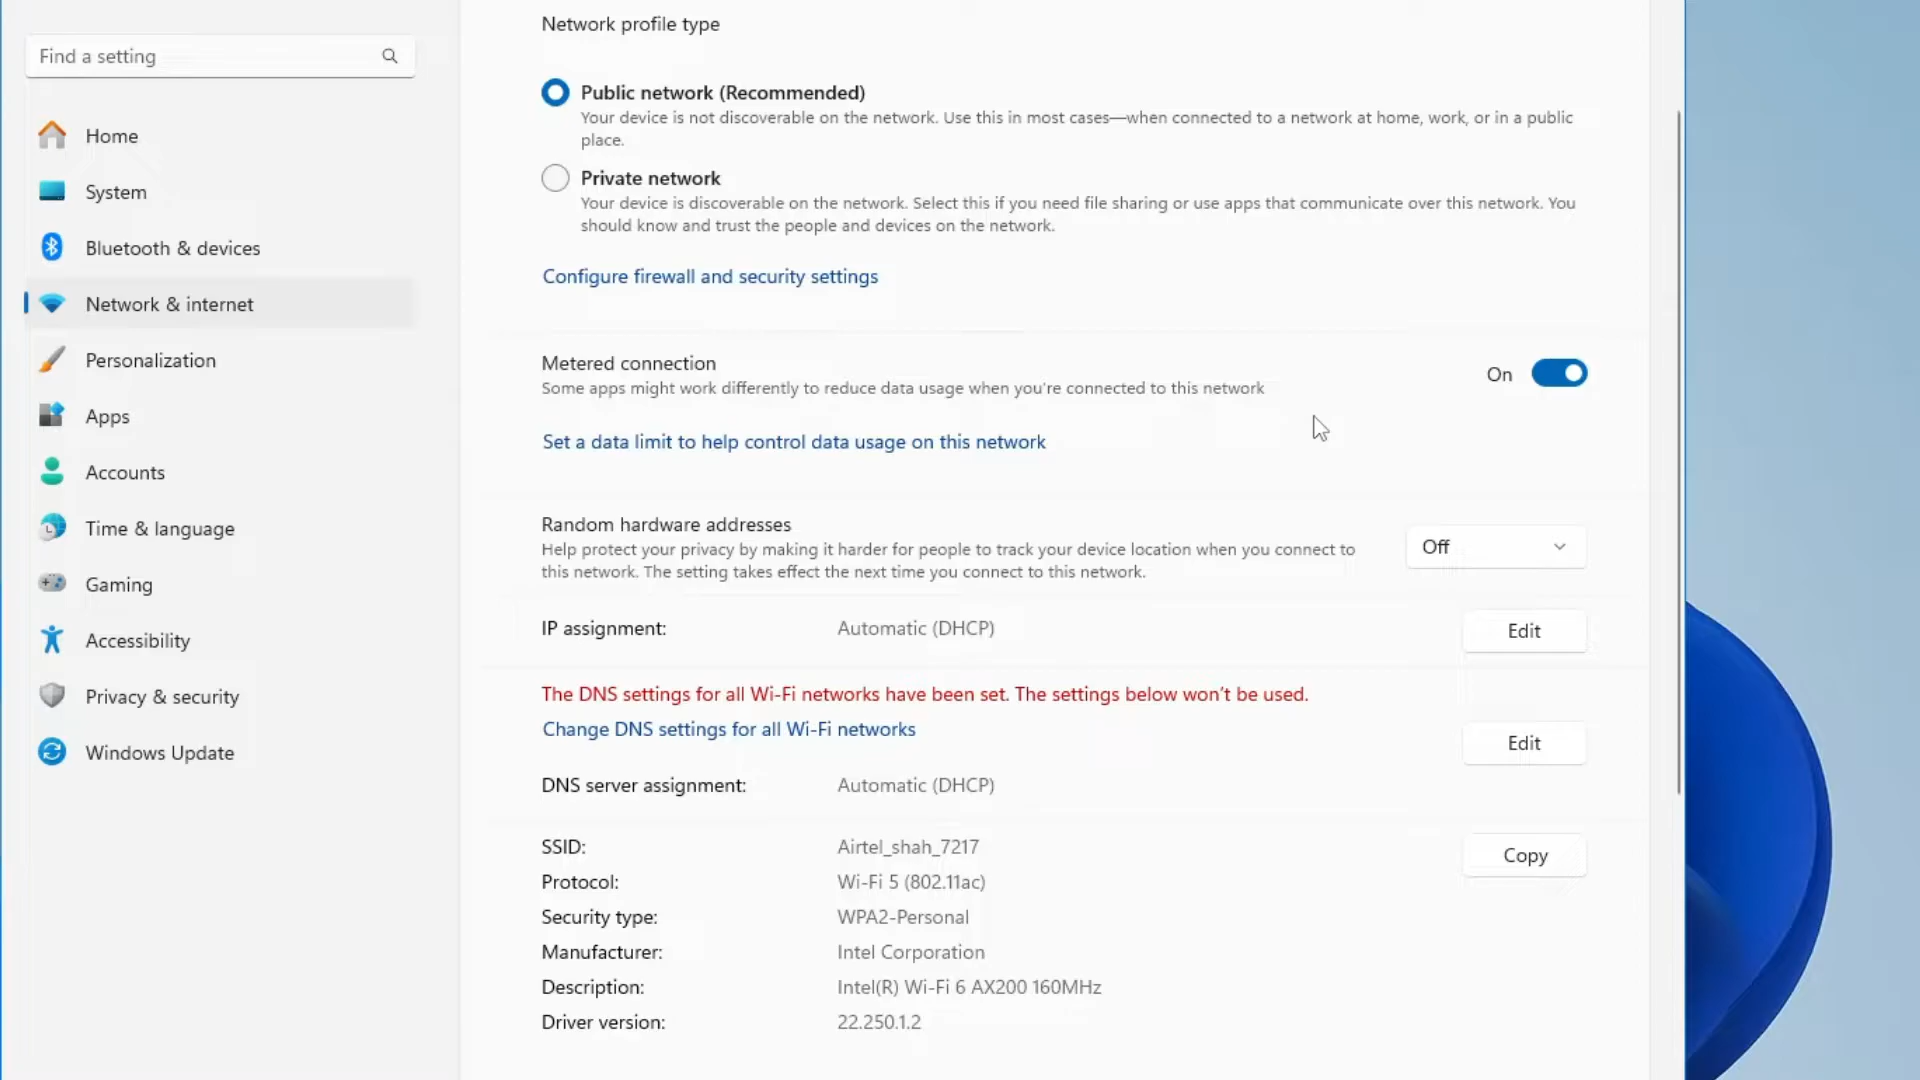 Find a setting
Home
System
Bluetooth & devices
Network & internet
Personalization
Apps
Accounts
Time & language
Gaming
Accessibility
Privacy & security
Windows Update
Network profile type
Public network (Recommended)
Your device is not discoverable on the network. Use this in most cases—when connected to a network at home, work, or in a public
place.
Private network
Your device is discoverable on the network. Select this if you need file sharing or use apps that communicate over this network. You
should know and trust the people and devices on the network.
Configure firewall and security settings
Metered connection
Some apps might work differently to reduce data usage when you're connected to this network
On
Set a data limit to help control data usage on this network
Random hardware addresses
Help protect your privacy by making it harder for people to track your device location when you connect to
this network. The setting takes effect the next time you connect to this network.
Off
IP assignment: Automatic (DHCP)
Edit
The DNS settings for all Wi-Fi networks have been set. The settings below won't be used.
Change DNS settings for all Wi-Fi networks
Edit
DNS server assignment: Automatic (DHCP)
SSID: Airtel_shah_7217
Copy
Protocol: Wi-Fi 5 (802.11ac)
Security type: WPA2-Personal
Manufacturer: Intel Corporation
Description: Intel(R) Wi-Fi 6 AX200 160MHz
Driver version: 22.250.1.2